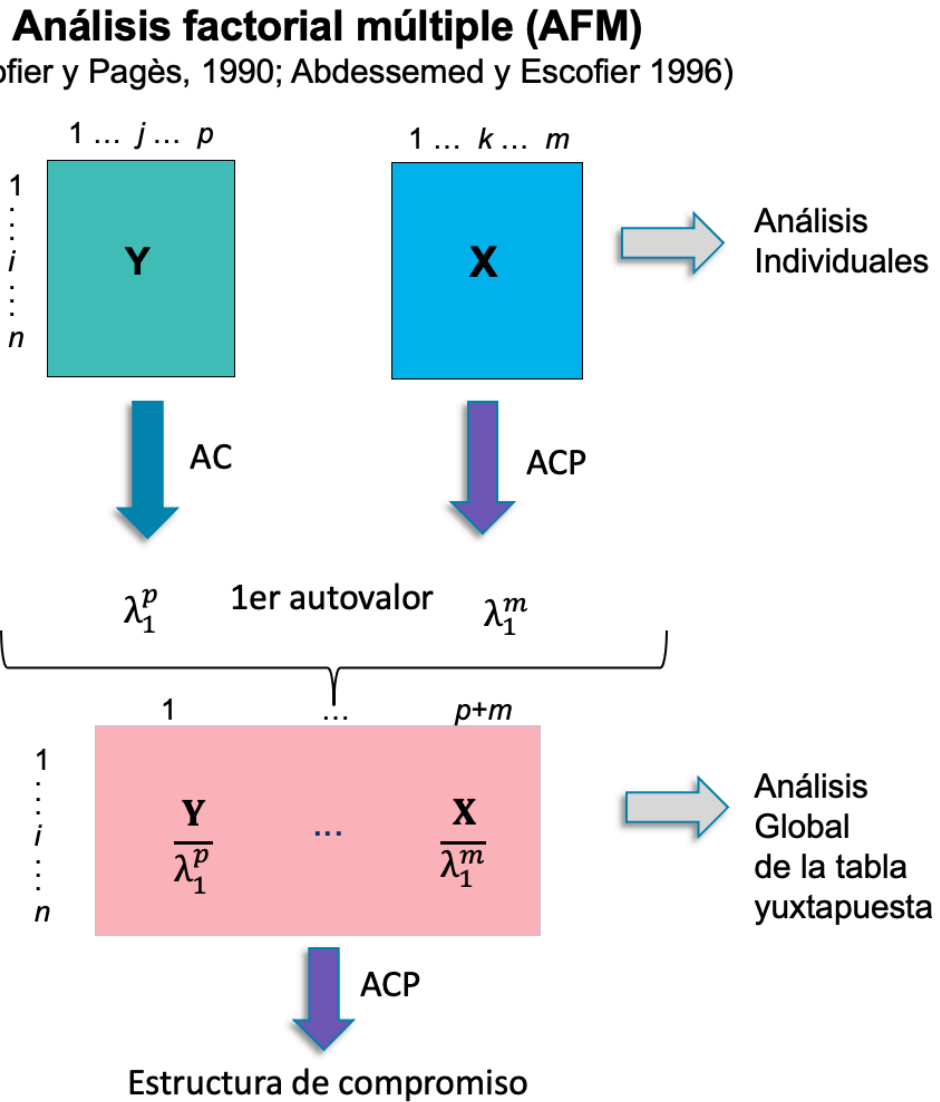 Análisis factorial múltiple (AFM)
y Pagès, 1990; Abdessemed y Escofier 1996)
1 ... j ... p
1 ... k ... m
1
i
n
Y
X
Análisis
Individuales
AC
ACP
λ₁ᵖ
1er autovalor
λ₁ᵐ
1 ... p+m
1
i
n
Y/λ₁ᵖ ... X/λ₁ᵐ
Análisis
Global
de la tabla
yuxtapuesta
ACP
Estructura de compromiso